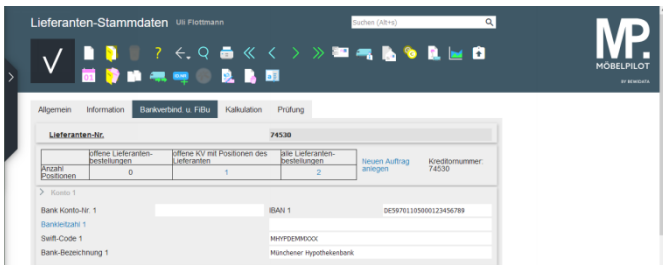 Lieferanten-Stammdaten Uli Flottmann
Suchen (Alt+s)
MP.
MÖBELPILOT
BY BEWIDATA
Allgemein Information Bankverbind. u. FiBu Kalkulation Prüfung
Lieferanten-Nr. 74530
offene Lieferanten-bestellungen offene KV mit Positionen des Lieferanten alle Lieferanten-bestellungen
Anzahl Positionen 0 1 2
Neuen Auftrag anlegen
Kreditornummer: 74530
Konto 1
Bank Konto-Nr. 1 IBAN 1 DE59701105000123456789
Bankleitzahl 1
Swift-Code 1 MHYPDEMMXXX
Bank-Bezeichnung 1 Münchener Hypothekenbank